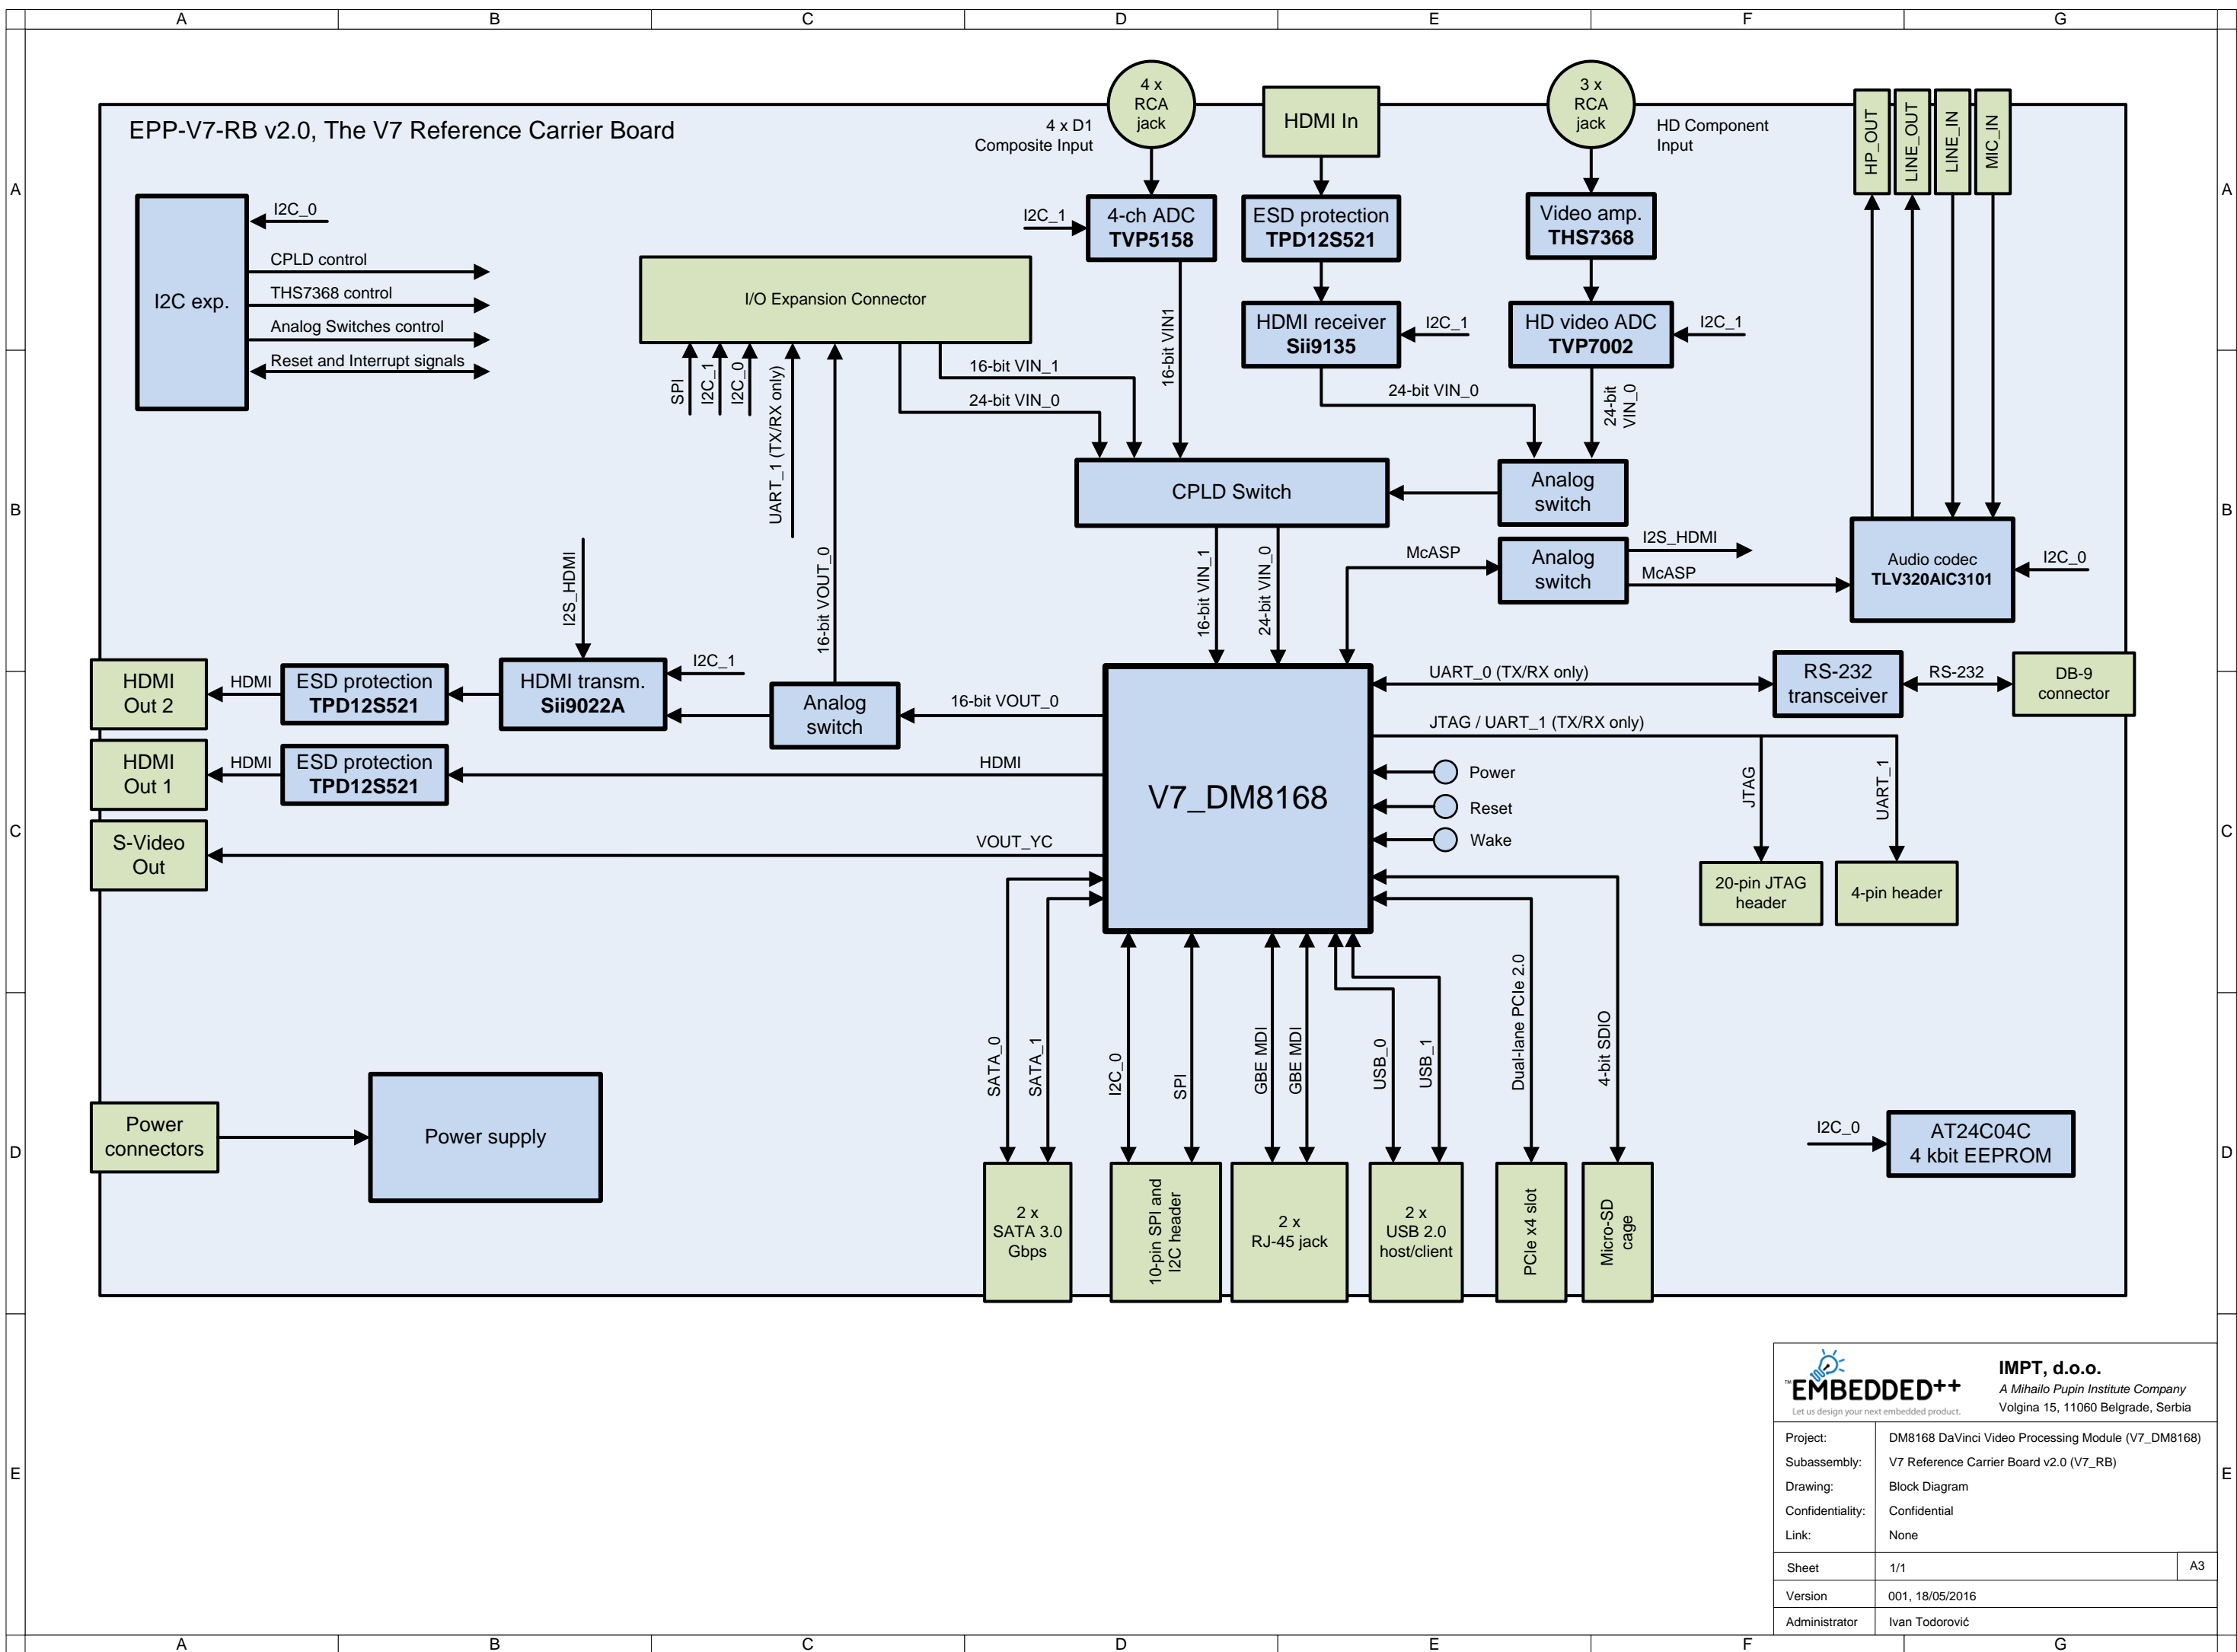 A B C D E F G
4 x
RCA
jack
HDMI In
3 x
RCA
jack
HP_OUT
LINE_OUT
LINE_IN
MIC_IN
EPP-V7-RB v2.0, The V7 Reference Carrier Board
4 x D1
Composite Input
HD Component
Input
A
A
I2C exp.
I2C_0
CPLD control
THS7368 control
Analog Switches control
Reset and Interrupt signals
I2C_1
4-ch ADC
TVP5158
ESD protection
TPD12S521
Video amp.
THS7368
I/O Expansion Connector
HDMI receiver
Sii9135
I2C_1
HD video ADC
TVP7002
I2C_1
SPI
I2C_1
I2C_0
UART_1 (TX/RX only)
16-bit VOUT_0
16-bit VIN_1
24-bit VIN_0
16-bit VIN1
24-bit VIN_0
24-bit
VIN_0
B
B
CPLD Switch
Analog
switch
16-bit VIN_1
24-bit VIN_0
McASP
Analog
switch
I2S_HDMI
McASP
Audio codec
TLV320AIC3101
I2C_0
I2S_HDMI
HDMI
Out 2
HDMI
ESD protection
TPD12S521
HDMI transm.
Sii9022A
I2C_1
Analog
switch
16-bit VOUT_0
UART_0 (TX/RX only)
RS-232
transceiver
RS-232
DB-9
connector
HDMI
Out 1
HDMI
ESD protection
TPD12S521
HDMI
V7_DM8168
JTAG / UART_1 (TX/RX only)
Power
Reset
Wake
JTAG
UART_1
C
C
S-Video
Out
VOUT_YC
20-pin JTAG
header
4-pin header
SATA_0
SATA_1
I2C_0
SPI
GBE MDI
GBE MDI
USB_0
USB_1
Dual-lane PCIe 2.0
4-bit SDIO
D
D
Power
connectors
Power supply
I2C_0
AT24C04C
4 kbit EEPROM
2 x
SATA 3.0
Gbps
10-pin SPI and
I2C header
2 x
RJ-45 jack
2 x
USB 2.0
host/client
PCIe x4 slot
Micro-SD
cage
E
E
TM EMBEDDED++
Let us design your next embedded product.
IMPT, d.o.o.
A Mihailo Pupin Institute Company
Volgina 15, 11060 Belgrade, Serbia
Project: DM8168 DaVinci Video Processing Module (V7_DM8168)
Subassembly: V7 Reference Carrier Board v2.0 (V7_RB)
Drawing: Block Diagram
Confidentiality: Confidential
Link: None
Sheet 1/1 A3
Version 001, 18/05/2016
Administrator Ivan Todorović
A B C D E F G